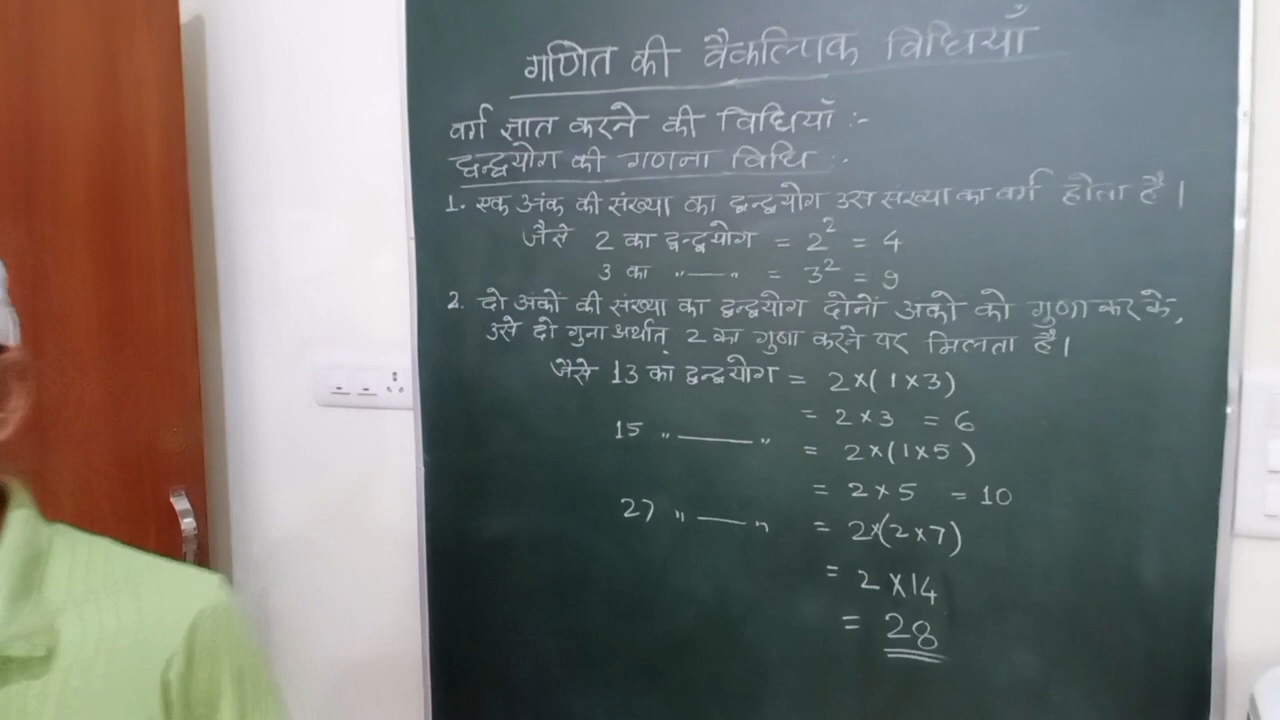 गणित की वैकल्पिक विधियाँ
वर्ग ज्ञात करने की विधियाँ :-
द्वन्द्वयोग की गणना विधि :-
1. एक अंक की संख्या का द्वन्द्वयोग उस संख्या का वर्ग होता है।
जैसे 2 का द्वन्द्वयोग = 2² = 4
3 का "——" = 3² = 9
2. दो अंकों की संख्या का द्वन्द्वयोग दोनों अंको को गुणा कर के,
उसे दो गुना अर्थात् 2 का गुणा करने पर मिलता है।
जैसे 13 का द्वन्द्वयोग = 2×(1×3)
= 2×3 = 6
15 "——" = 2×(1×5)
= 2×5 = 10
27 "——" = 2×(2×7)
= 2×14
= 28